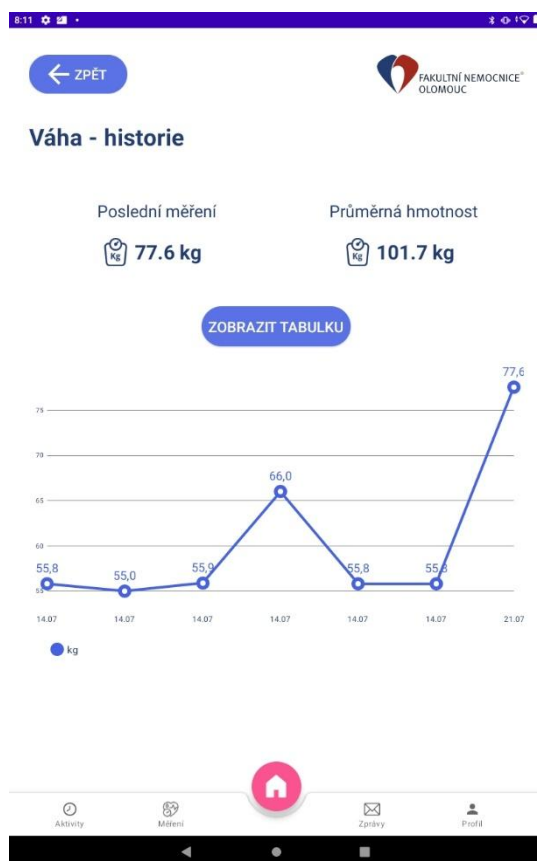 8:11
ZPĚT
FAKULTNÍ NEMOCNICE®
OLOMOUC
Váha - historie
Poslední měření
Průměrná hmotnost
Kg 77.6 kg
Kg 101.7 kg
ZOBRAZIT TABULKU
77,6
75
70
66,0
65
60
55,8
55,0
55,9
55,8
55,8
55
14.07
14.07
14.07
14.07
14.07
14.07
21.07
kg
Aktivity
Měření
Zprávy
Profil